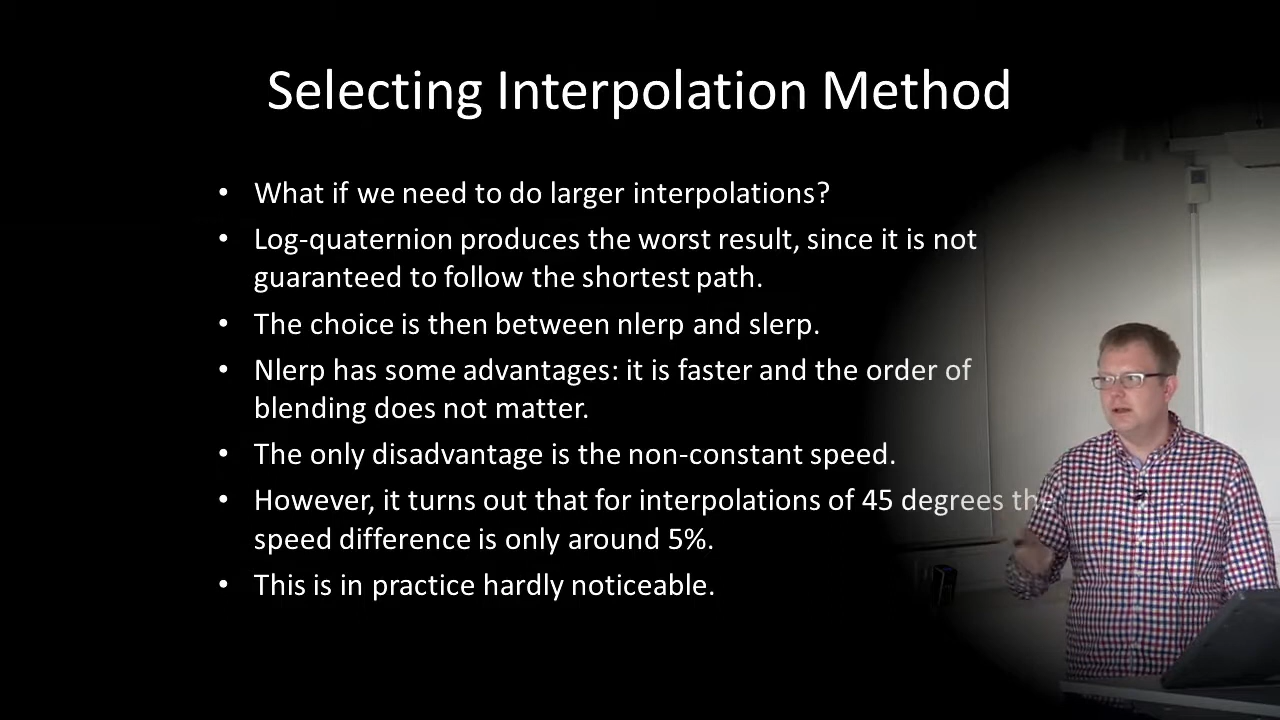 Selecting Interpolation Method
• What if we need to do larger interpolations?
• Log-quaternion produces the worst result, since it is not
guaranteed to follow the shortest path.
• The choice is then between nlerp and slerp.
• Nlerp has some advantages: it is faster and the order of
blending does not matter.
• The only disadvantage is the non-constant speed.
• However, it turns out that for interpolations of 45 degrees the
speed difference is only around 5%.
• This is in practice hardly noticeable.